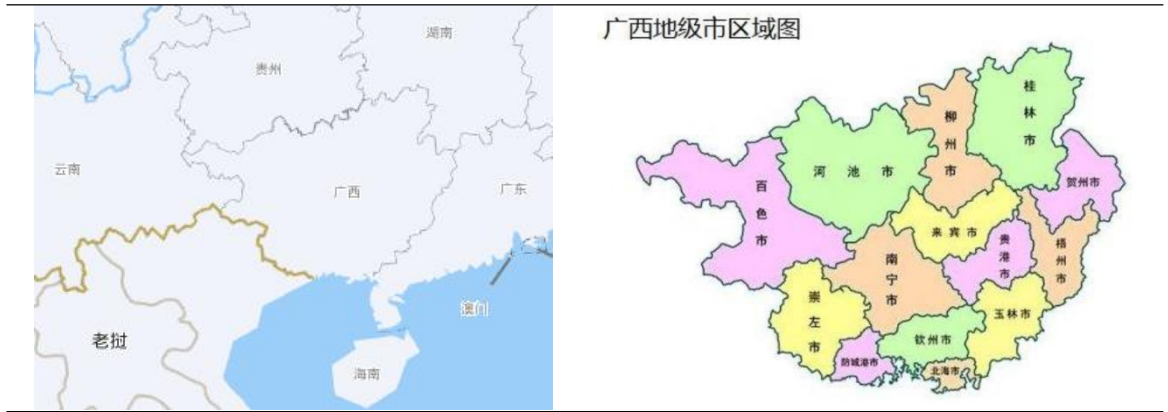 湖南
贵州
云南
广西
广东
澳门
老挝
海南
广西地级市区域图
桂林市
柳州市
河池市
贺州市
百色市
来宾市
贵港市
梧州市
南宁市
崇左市
玉林市
钦州市
防城港市
北海市